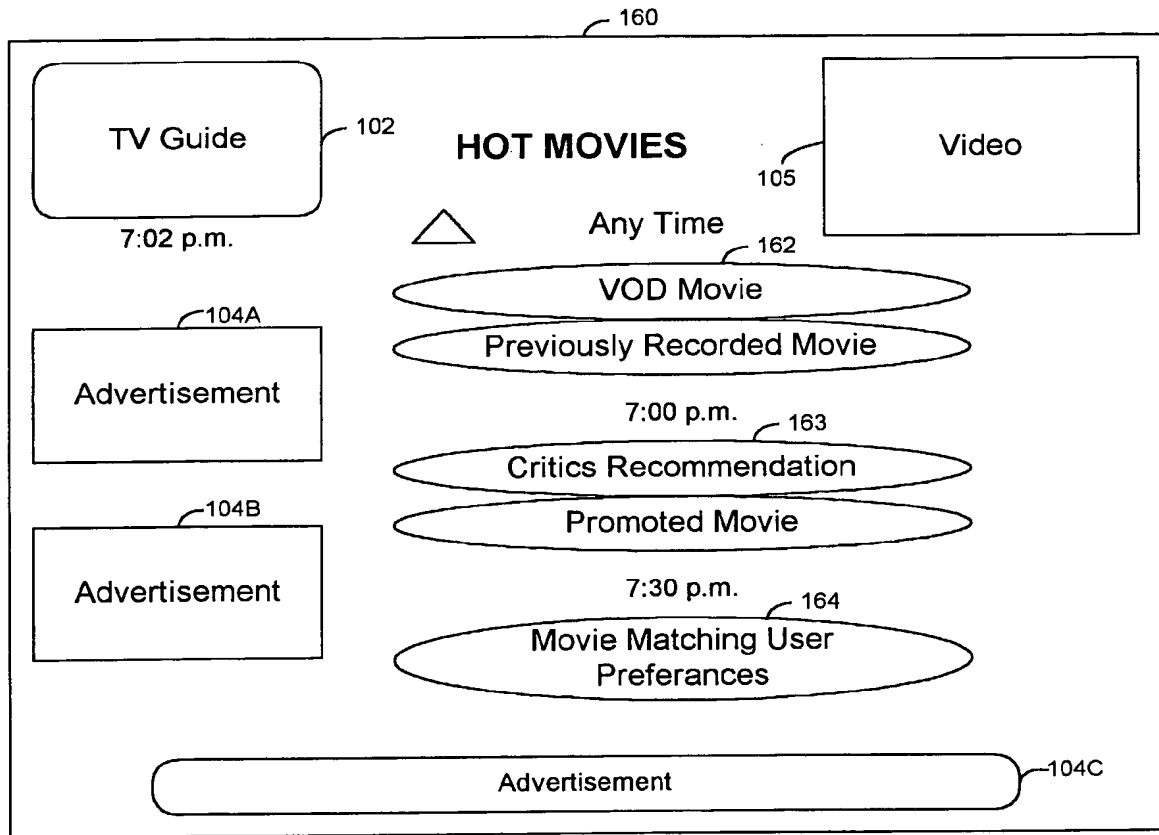 160
TV Guide
102
HOT MOVIES
Video
105
7:02 p.m.
Any Time
162
VOD Movie
Previously Recorded Movie
104A
Advertisement
7:00 p.m.
163
Critics Recommendation
Promoted Movie
104B
Advertisement
7:30 p.m.
164
Movie Matching User
Preferances
Advertisement
104C